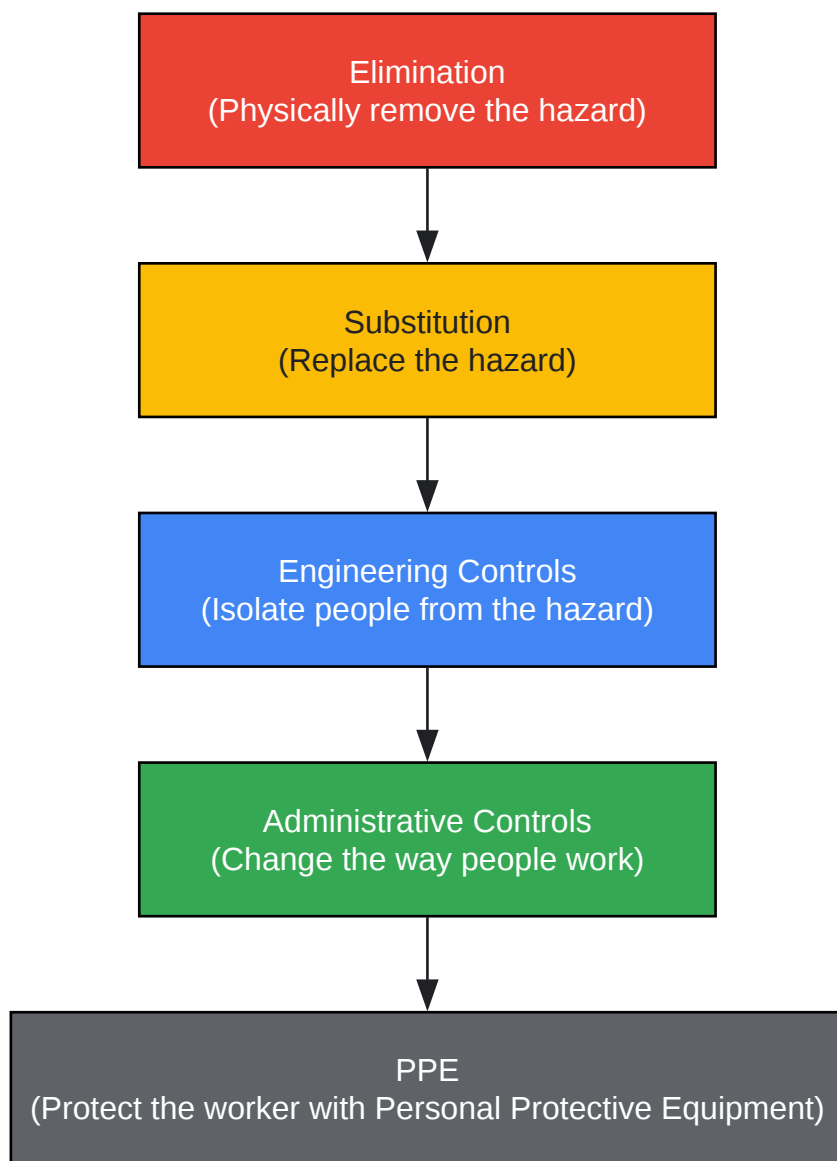 Elimination
(Physically remove the hazard)
Substitution
(Replace the hazard)
Engineering Controls
(Isolate people from the hazard)
Administrative Controls
(Change the way people work)
PPE
(Protect the worker with Personal Protective Equipment)